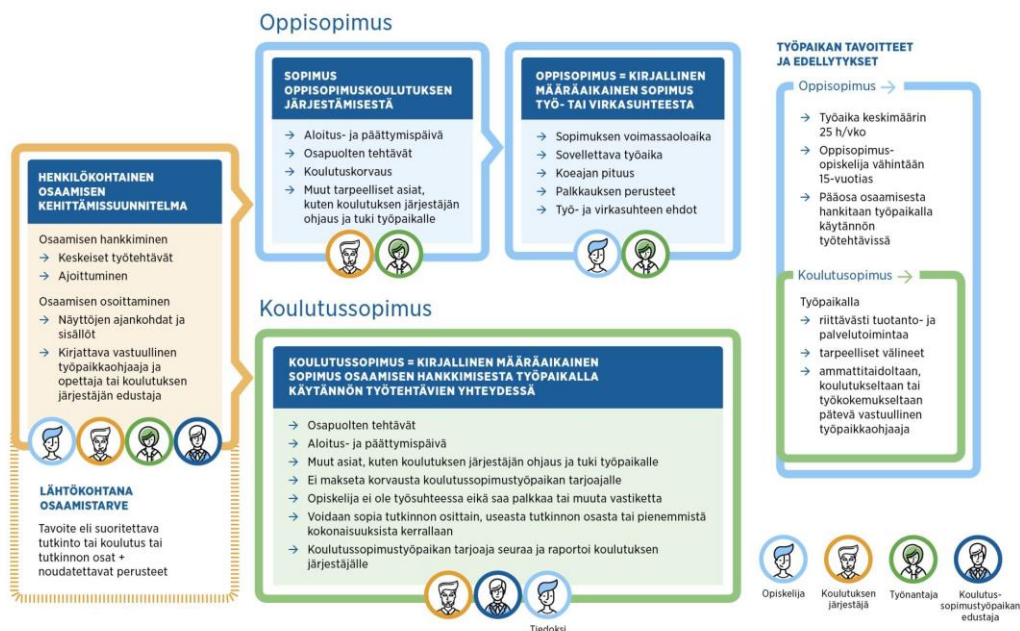 HENKILÖKOHTAINEN
OSAAMISEN
KEHITTÄMISSUUNNITELMA
Osaamisen hankkiminen
→ Keskeiset työtehtävät
→ Ajoittuminen
Osaamisen osoittaminen
→ Näyttöjen ajankohdat ja
sisällöt
→ Kirjattava vastuullinen
työpaikkaohjaaja ja
opettaja tai koulutuksen
järjestäjän edustaja
LÄHTÖKOHTANA
OSAAMISTARVE
Tavoite eli suoritettava
tutkinto tai koulutus tai
tutkinnon osat +
noudatettavat perusteet
Oppisopimus
SOPIMUS
OPPISOPIMUSKOULUTUKSEN
JÄRJESTÄMISESTÄ
→ Aloitus- ja päättymispäivä
→ Osapuolten tehtävät
→ Koulutuskorvaus
→ Muut tarpeelliset asiat,
kuten koulutuksen järjestäjän
ohjaus ja tuki työpaikalle
OPPISOPIMUS = KIRJALLINEN
MÄÄRÄAIKAINEN SOPIMUS
TYÖ- TAI VIRKASUHTEESTA
→ Sopimuksen voimassaoloaika
→ Sovellettava työaika
→ Koeajan pituus
→ Palkkauksen perusteet
→ Työ- ja virkasuhteen ehdot
Koulutussopimus
KOULUTUSSOPIMUS = KIRJALLINEN MÄÄRÄAIKAINEN
SOPIMUS OSAAMISEN HANKKIMISESTA TYÖPAIKALLA
KÄYTÄNNÖN TYÖTEHTÄVIEN YHTEYDESSÄ
→ Osapuolten tehtävät
→ Aloitus- ja päättymispäivä
→ Muut asiat, kuten koulutuksen järjestäjän ohjaus ja tuki työpaikalle
→ Ei makseta korvausta koulutussopimustyöpaikan tarjoajalle
→ Opiskelija ei ole työsuhteessa eikä saa palkkaa tai muuta vastiketta
→ Voidaan sopia tutkinnon osittain, useasta tutkinnon osasta tai pienemmistä
kokonaisuuksista kerrallaan
→ Koulutussopimustyöpaikan tarjoaja seuraa ja raportoi koulutuksen
järjestäjälle
Tiedoksi
TYÖPAIKAN TAVOITTEET
JA EDELLYTYKSET
Oppisopimus →
→ Työaika keskimäärin
25 h/vko
→ Oppisopimus-
opiskelija vähintään
15-vuotias
→ Pääosa osaamisesta
hankitaan työpaikalla
käytännön
työtehtävissä
Koulutusopimus →
Työpaikalla
→ riittävästi tuotanto- ja
palvelutoimintaa
→ tarpeelliset välineet
→ ammattitaidoltaan,
koulutukseltaan tai
työkokemukseltaan
pätevä vastuullinen
työpaikkaohjaaja
Opiskelija
Koulutuksen
järjestäjä
Työnantaja
Koulutus-
sopimustyöpaikan
edustaja